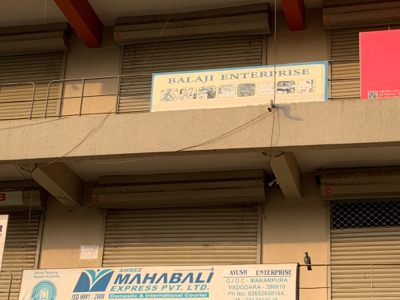 BALAJI ENTERPRISE
SHREE
MAHABALI
EXPRESS PVT. LTD.
Domestic & International Courier
ISO 9001 : 2008
AYUSH ENTERPRISE
G I D C - MAKARPURA
VADODARA - 390010